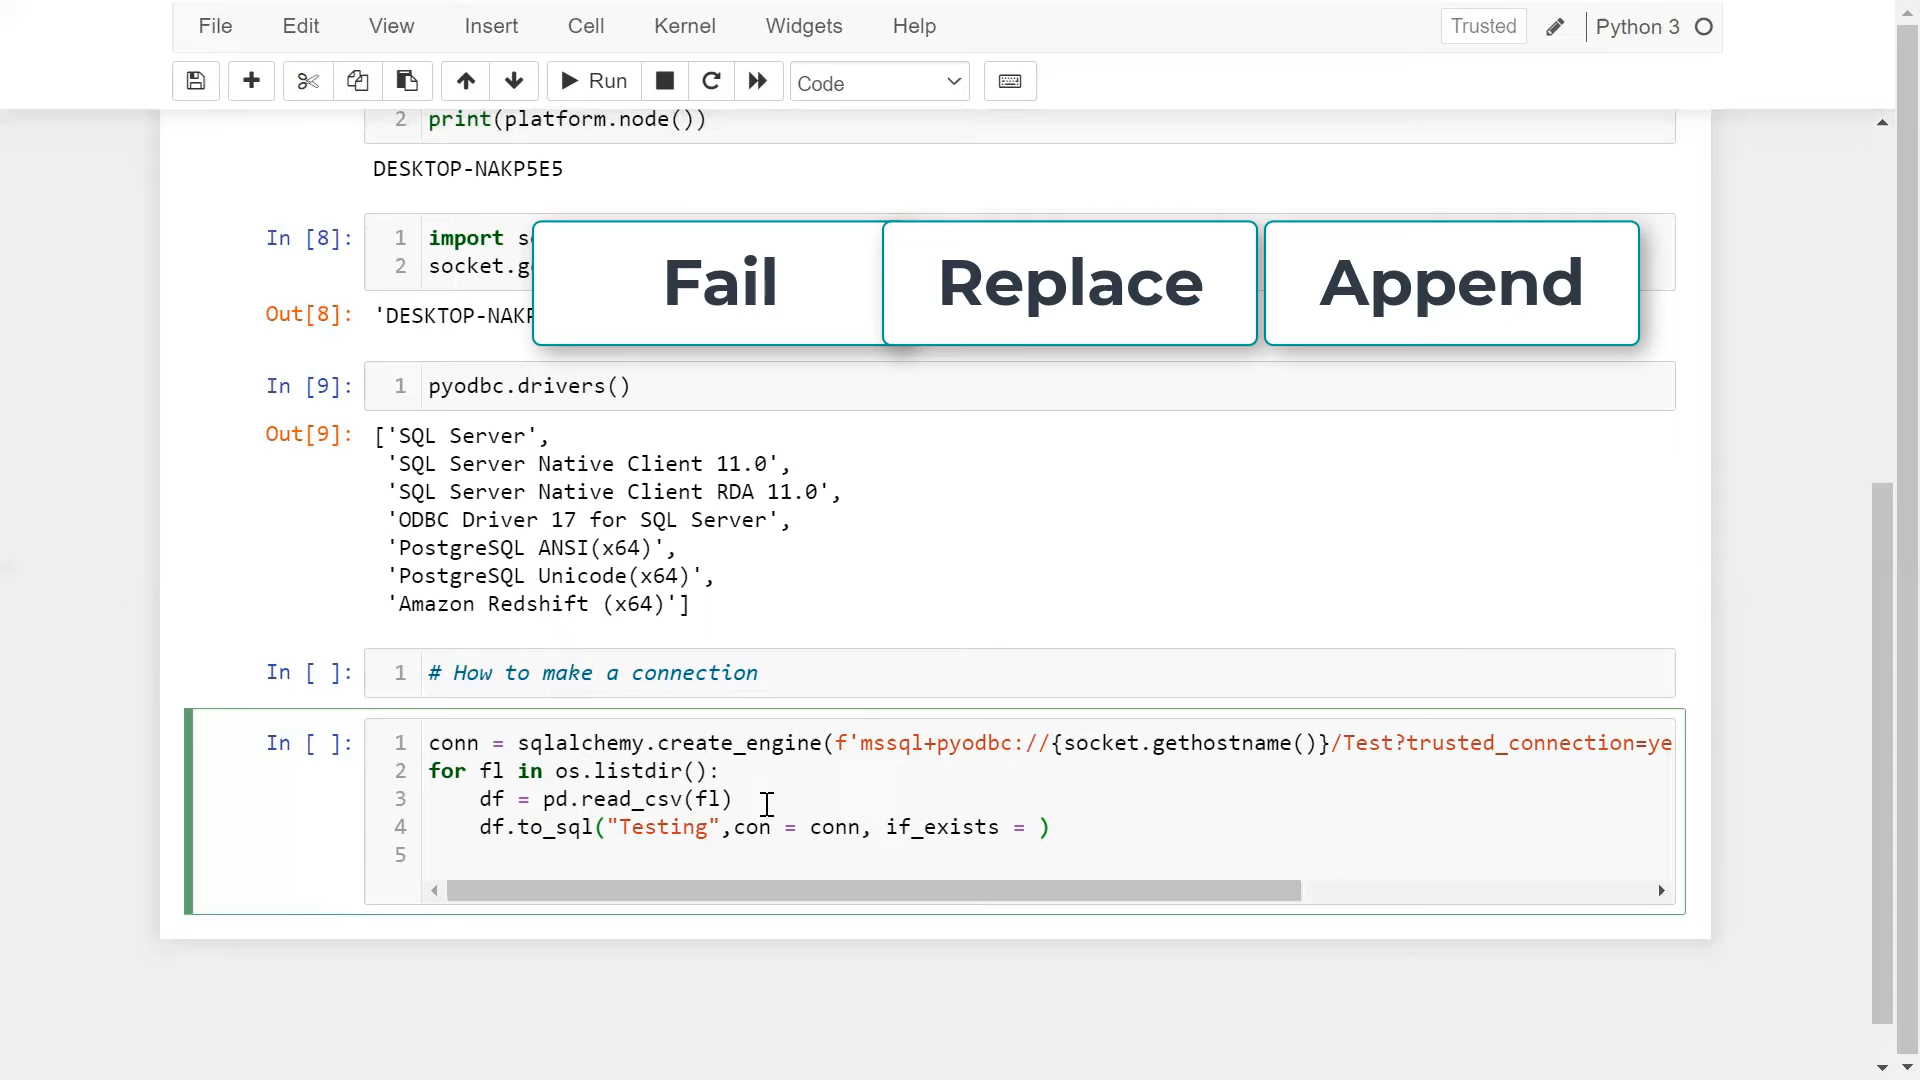 File Edit View Insert Cell Kernel Widgets Help Trusted Python 3
Run Code
2 print(platform.node())
DESKTOP-NAKP5E5
In [8]: 1 import s
2 socket.g
Fail Replace Append
Out[8]: 'DESKTOP-NAKP
In [9]: 1 pyodbc.drivers()
Out[9]: ['SQL Server',
'SQL Server Native Client 11.0',
'SQL Server Native Client RDA 11.0',
'ODBC Driver 17 for SQL Server',
'PostgreSQL ANSI(x64)',
'PostgreSQL Unicode(x64)',
'Amazon Redshift (x64)']
In [ ]: 1 # How to make a connection
In [ ]: 1 conn = sqlalchemy.create_engine(f'mssql+pyodbc://{socket.gethostname()}/Test?trusted_connection=ye
2 for fl in os.listdir():
3 df = pd.read_csv(fl)
4 df.to_sql("Testing",con = conn, if_exists = )
5